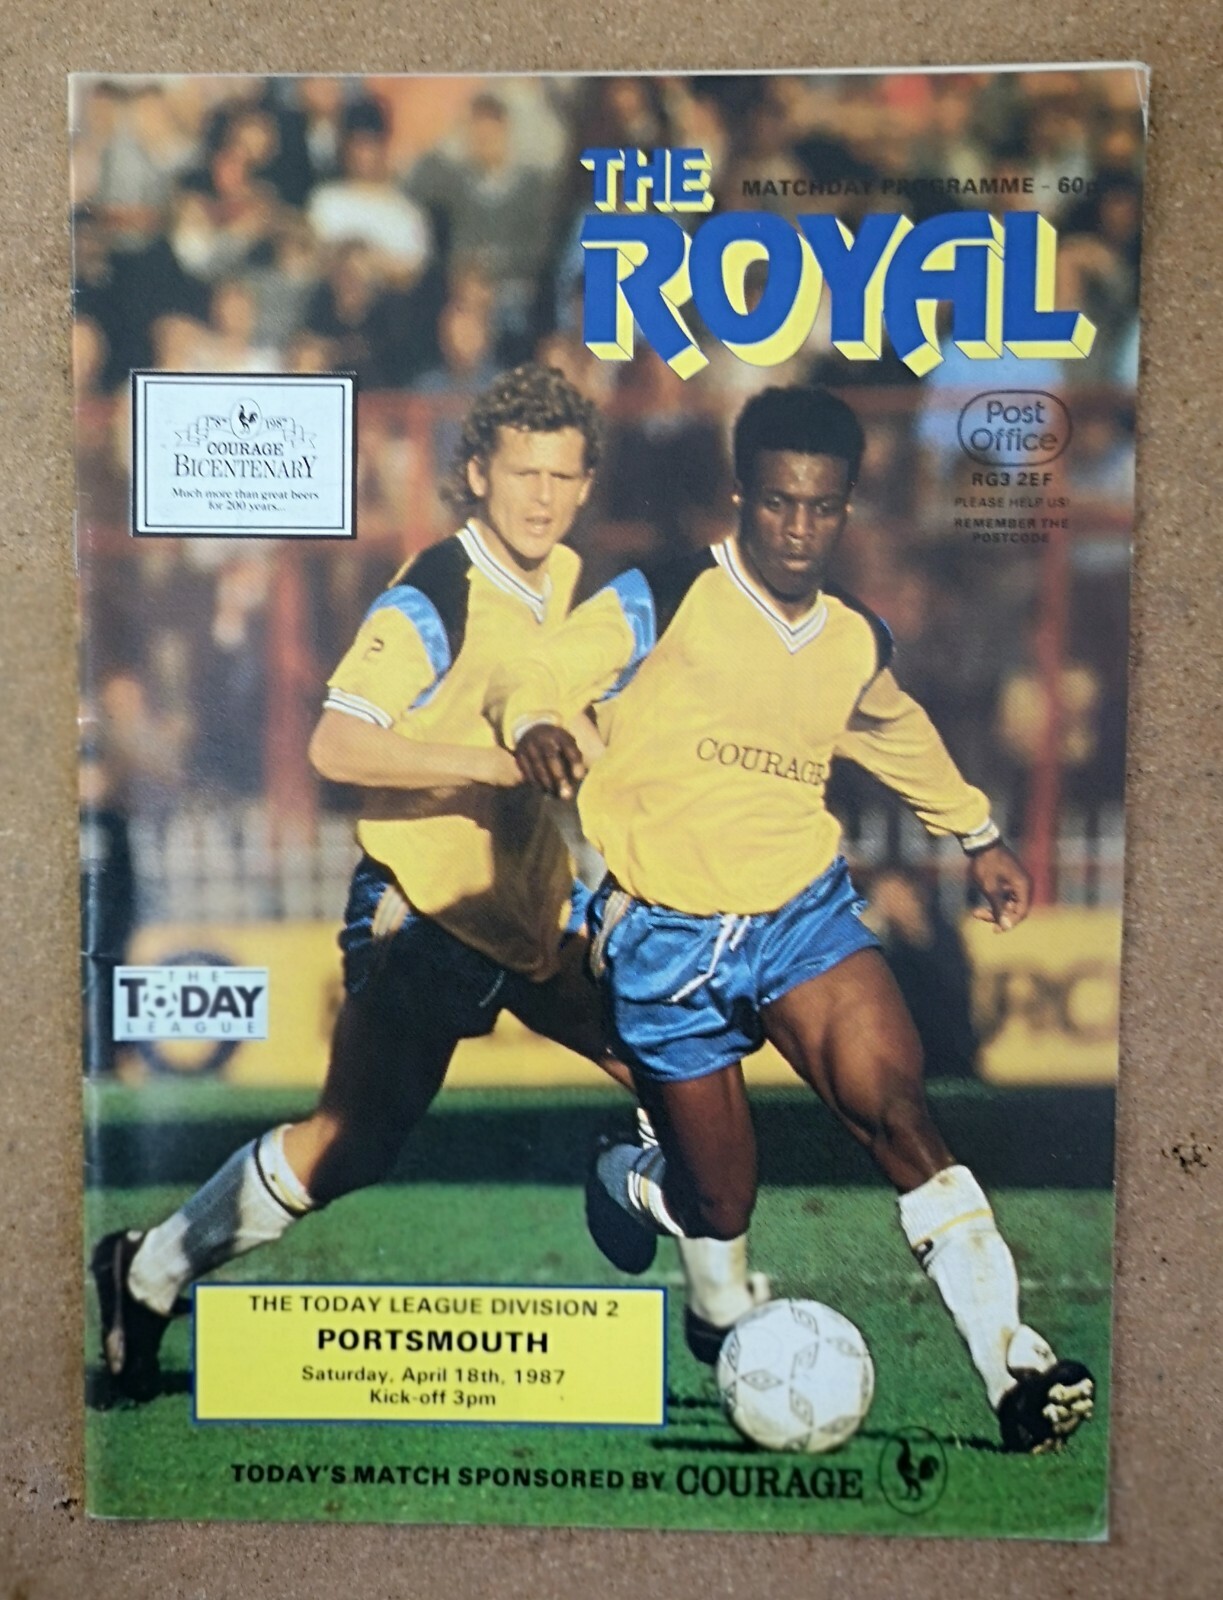 THE
MATCHDAY PROGRAMME - 60p
ROYAL
1787 1987
COURAGE
BICENTENARY
Much more than great beers
for 200 years...
Post
Office
RG3 2EF
PLEASE HELP US!
REMEMBER THE
POSTCODE
COURAGE
THE
TODAY
LEAGUE
THE TODAY LEAGUE DIVISION 2
PORTSMOUTH
Saturday, April 18th, 1987
Kick-off 3pm
TODAY'S MATCH SPONSORED BY COURAGE